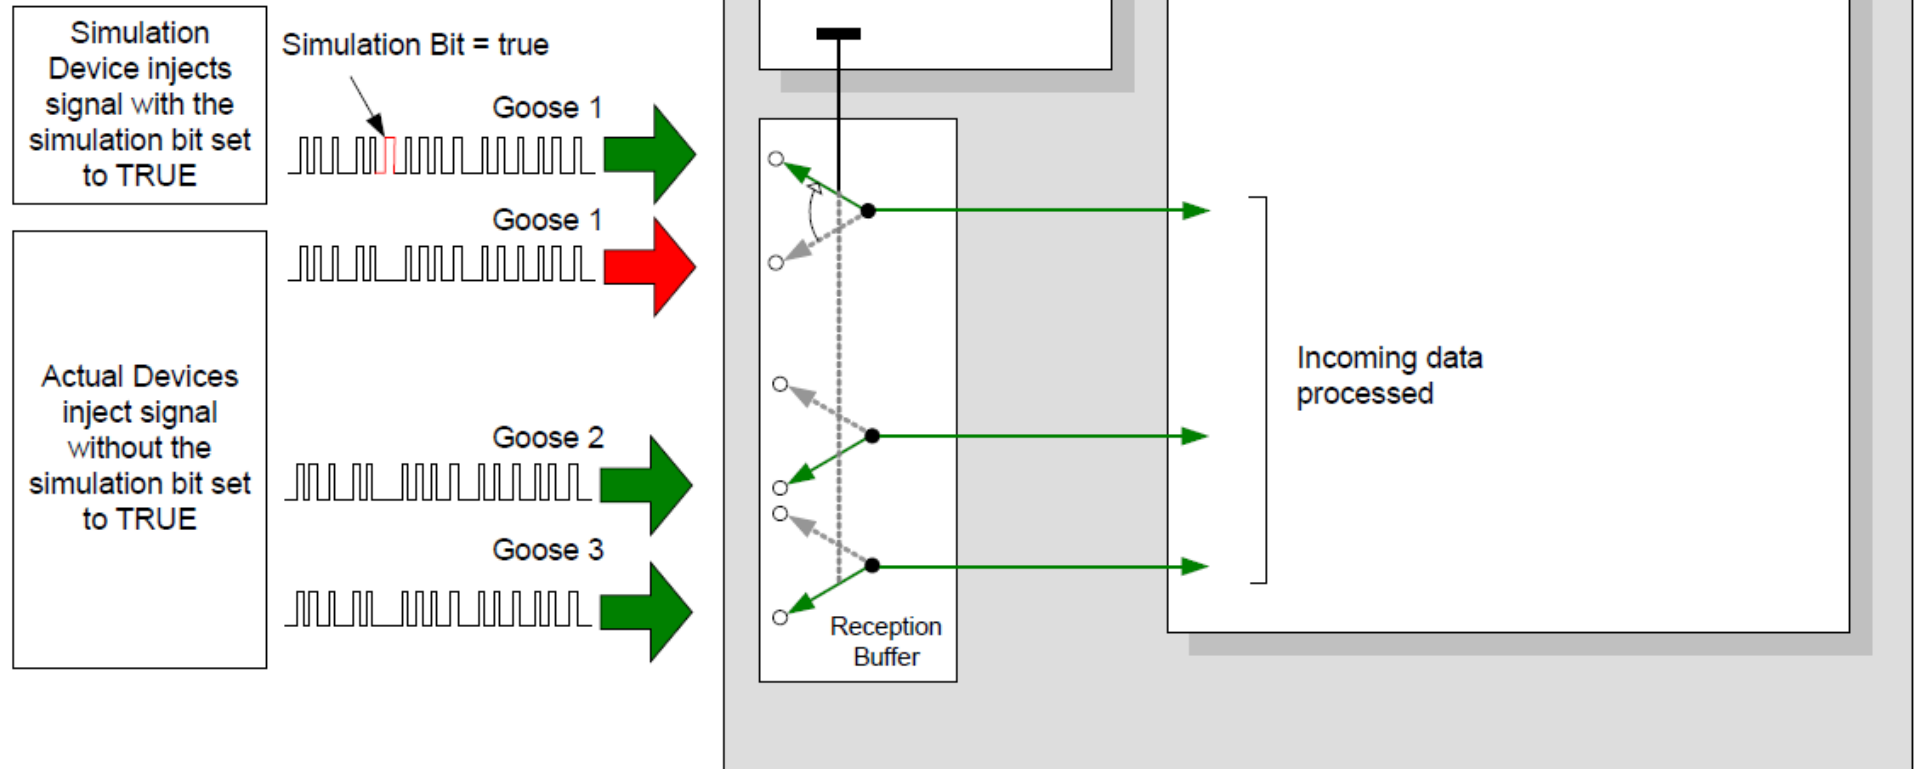 Simulation
Device injects
signal with the
simulation bit set
to TRUE
Simulation Bit = true
Goose 1
Goose 1
Actual Devices
inject signal
without the
simulation bit set
to TRUE
Goose 2
Goose 3
Reception
Buffer
Incoming data
processed